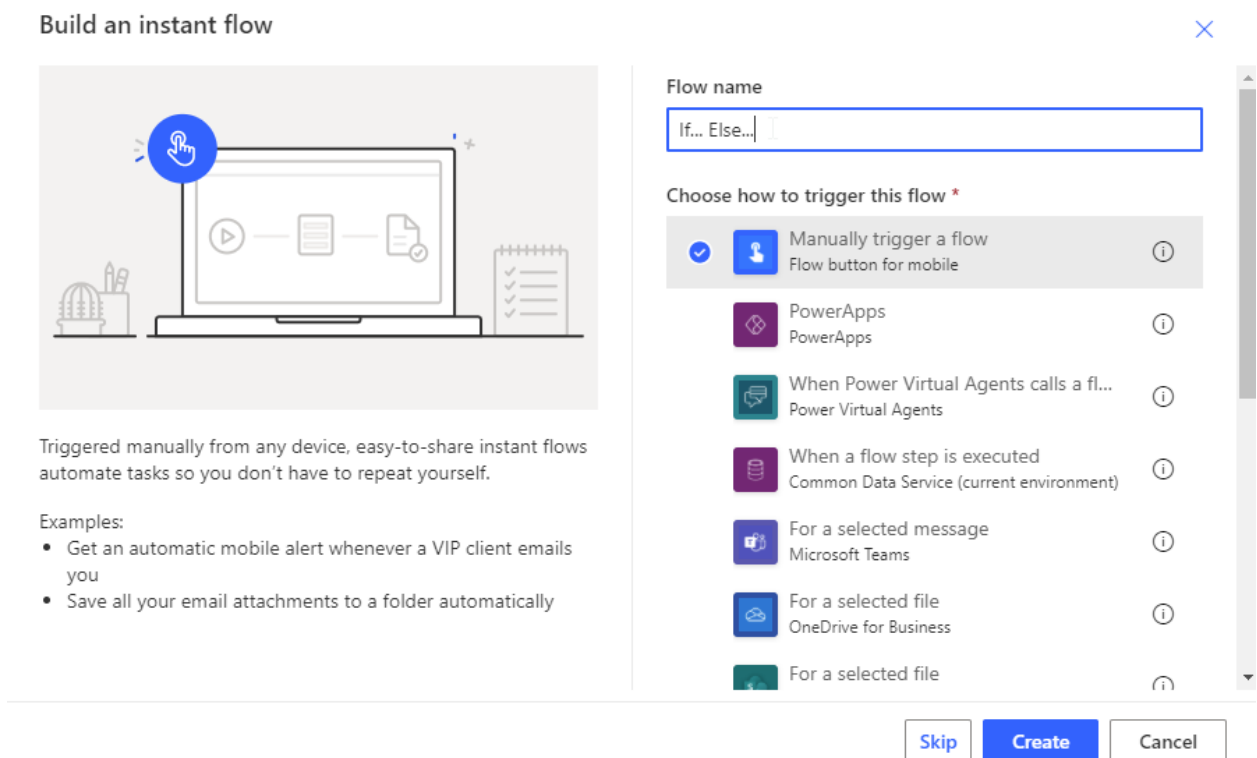 Build an instant flow
Triggered manually from any device, easy-to-share instant flows
automate tasks so you don't have to repeat yourself.
Examples:
• Get an automatic mobile alert whenever a VIP client emails
you
• Save all your email attachments to a folder automatically
Flow name
If... Else...
Choose how to trigger this flow *
Manually trigger a flow
Flow button for mobile
PowerApps
PowerApps
When Power Virtual Agents calls a fl...
Power Virtual Agents
When a flow step is executed
Common Data Service (current environment)
For a selected message
Microsoft Teams
For a selected file
OneDrive for Business
For a selected file
Skip
Create
Cancel